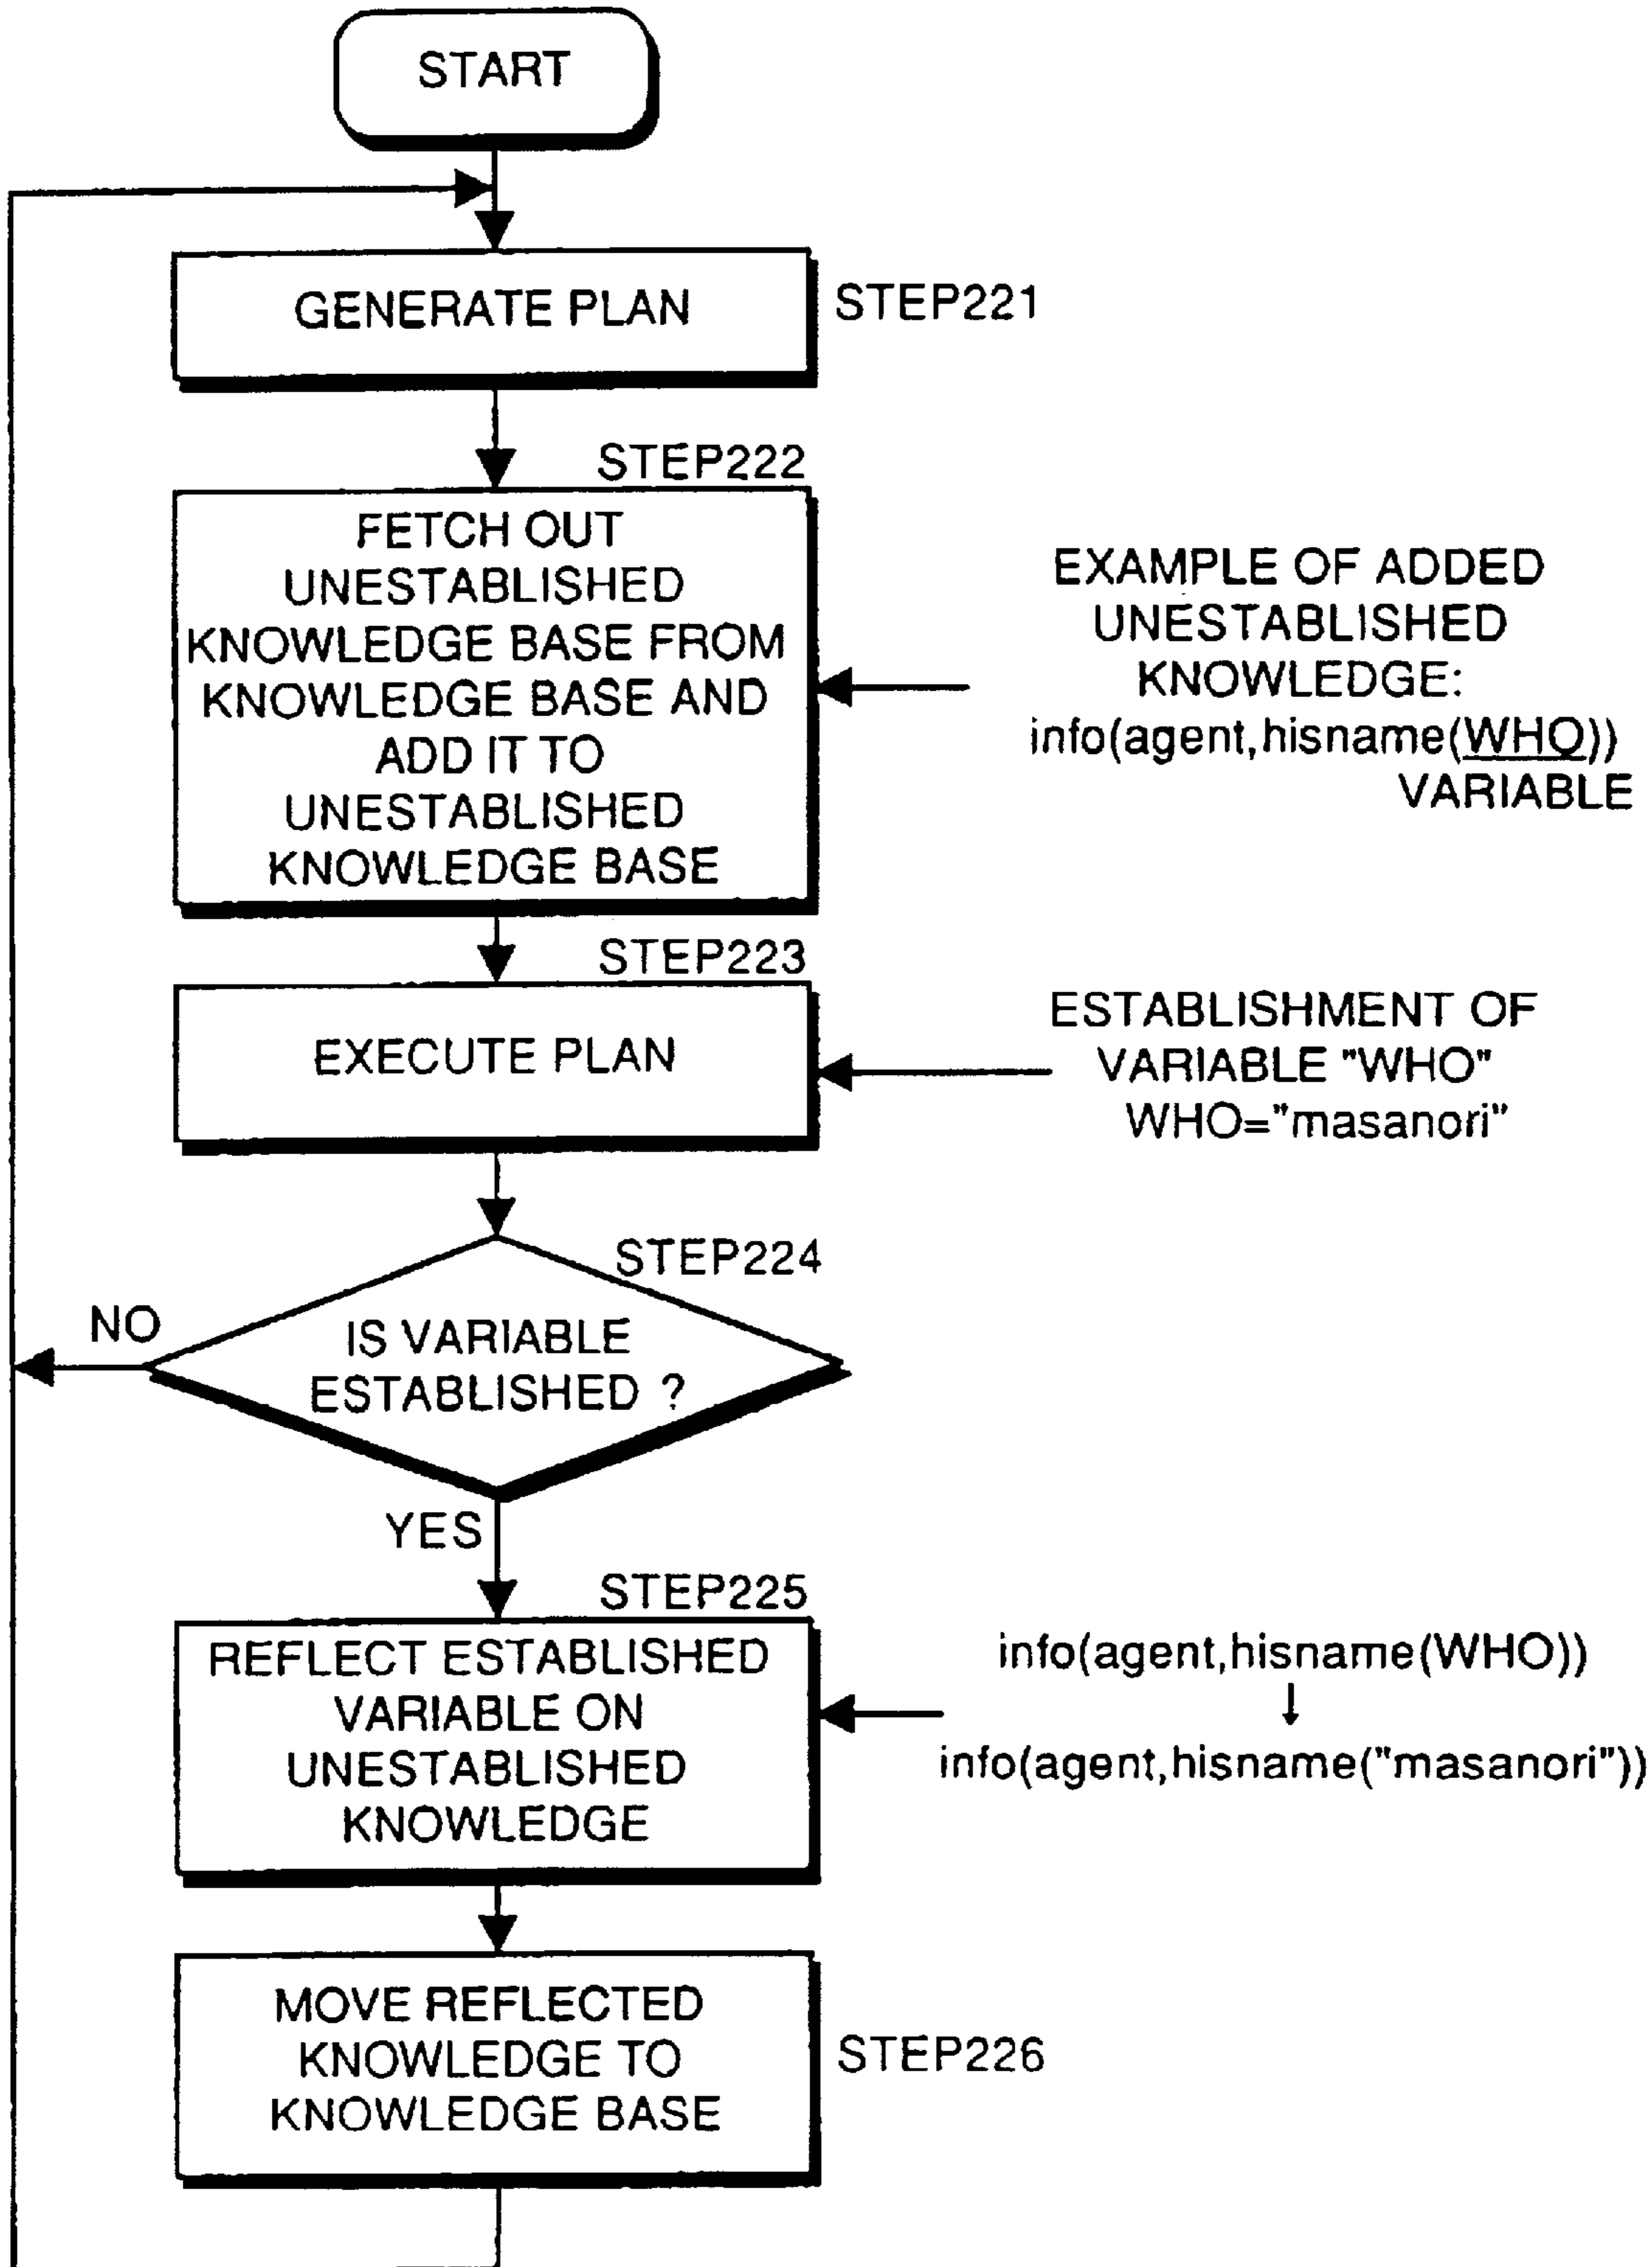 START
GENERATE PLAN
STEP221
STEP222
FETCH OUT
UNESTABLISHED
KNOWLEDGE BASE FROM
KNOWLEDGE BASE AND
ADD IT TO
UNESTABLISHED
KNOWLEDGE BASE
EXAMPLE OF ADDED
UNESTABLISHED
KNOWLEDGE:
info(agent,hisname(WHO))
VARIABLE
STEP223
EXECUTE PLAN
ESTABLISHMENT OF
VARIABLE "WHO"
WHO="masanori"
STEP224
NO
IS VARIABLE
ESTABLISHED ?
YES
STEP225
REFLECT ESTABLISHED
VARIABLE ON
UNESTABLISHED
KNOWLEDGE
info(agent,hisname(WHO))
info(agent,hisname("masanori"))
MOVE REFLECTED
KNOWLEDGE TO
KNOWLEDGE BASE
STEP226